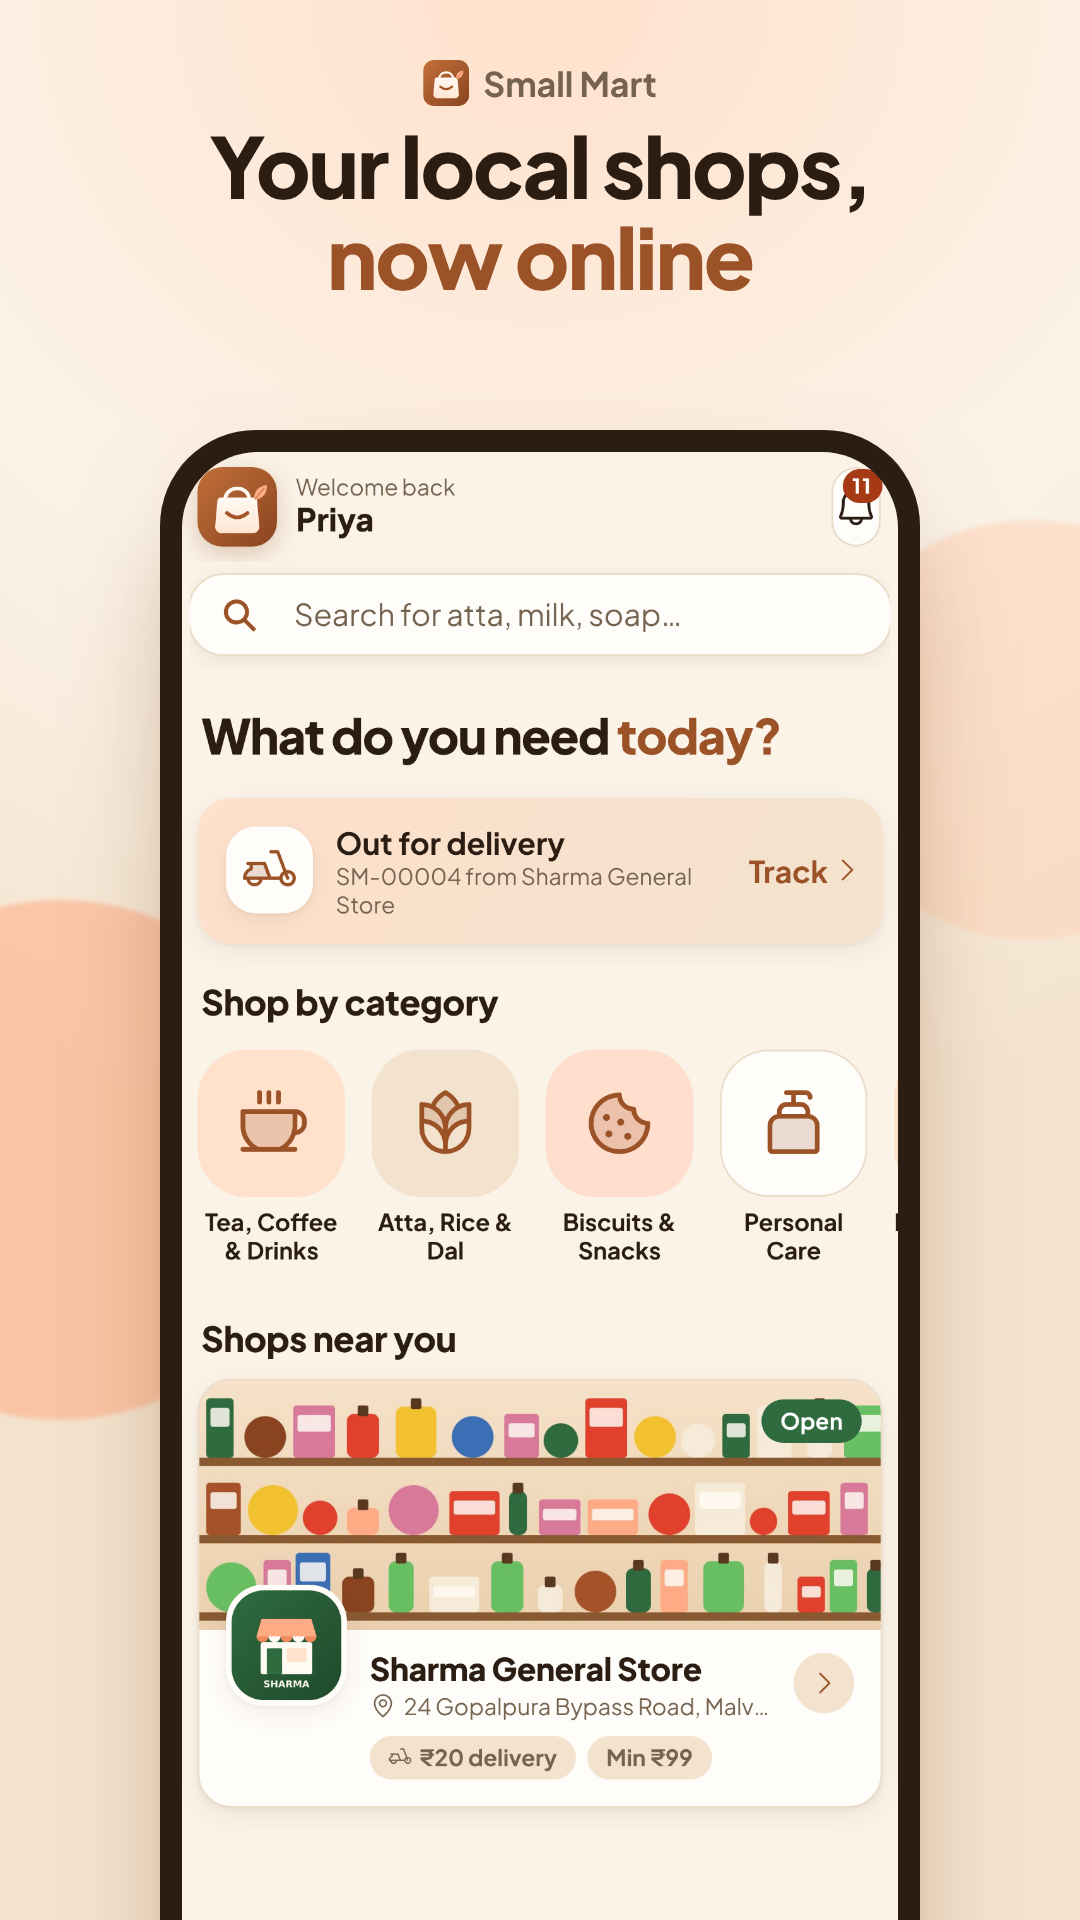 Small Mart
Your local shops,
now online
Welcome back
Priya
11
Search for atta, milk, soap...
What do you need today?
Out for delivery
SM-00004 from Sharma General
Store
Track
Shop by category
Tea, Coffee
& Drinks
Atta, Rice &
Dal
Biscuits &
Snacks
Personal
Care
Shops near you
Open
SHARMA
Sharma General Store
24 Gopalpura Bypass Road, Malv...
₹20 delivery
Min ₹99